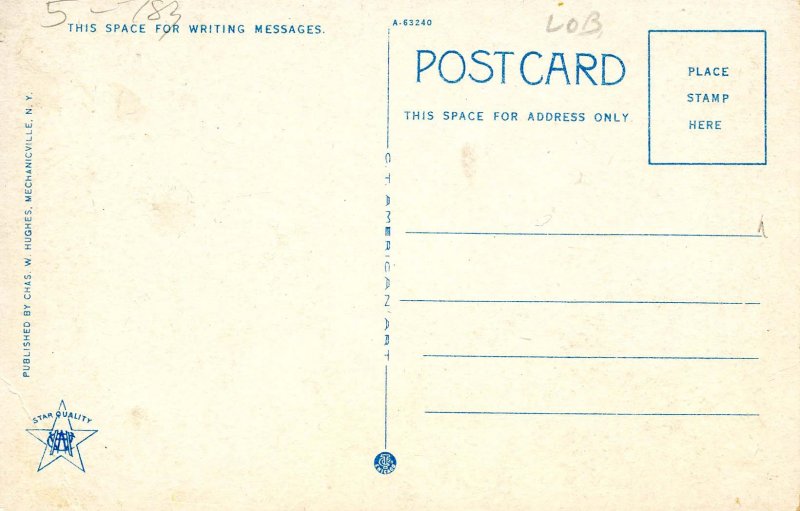 5-183
THIS SPACE FOR WRITING MESSAGES.
A-63240
LOB
POSTCARD
THIS SPACE FOR ADDRESS ONLY
PLACE
STAMP
HERE
PUBLISHED BY CHAS. W. HUGHES, MECHANICVILLE, N. Y.
C. T. AMERICAN ART
STAR QUALITY
CHICAGO